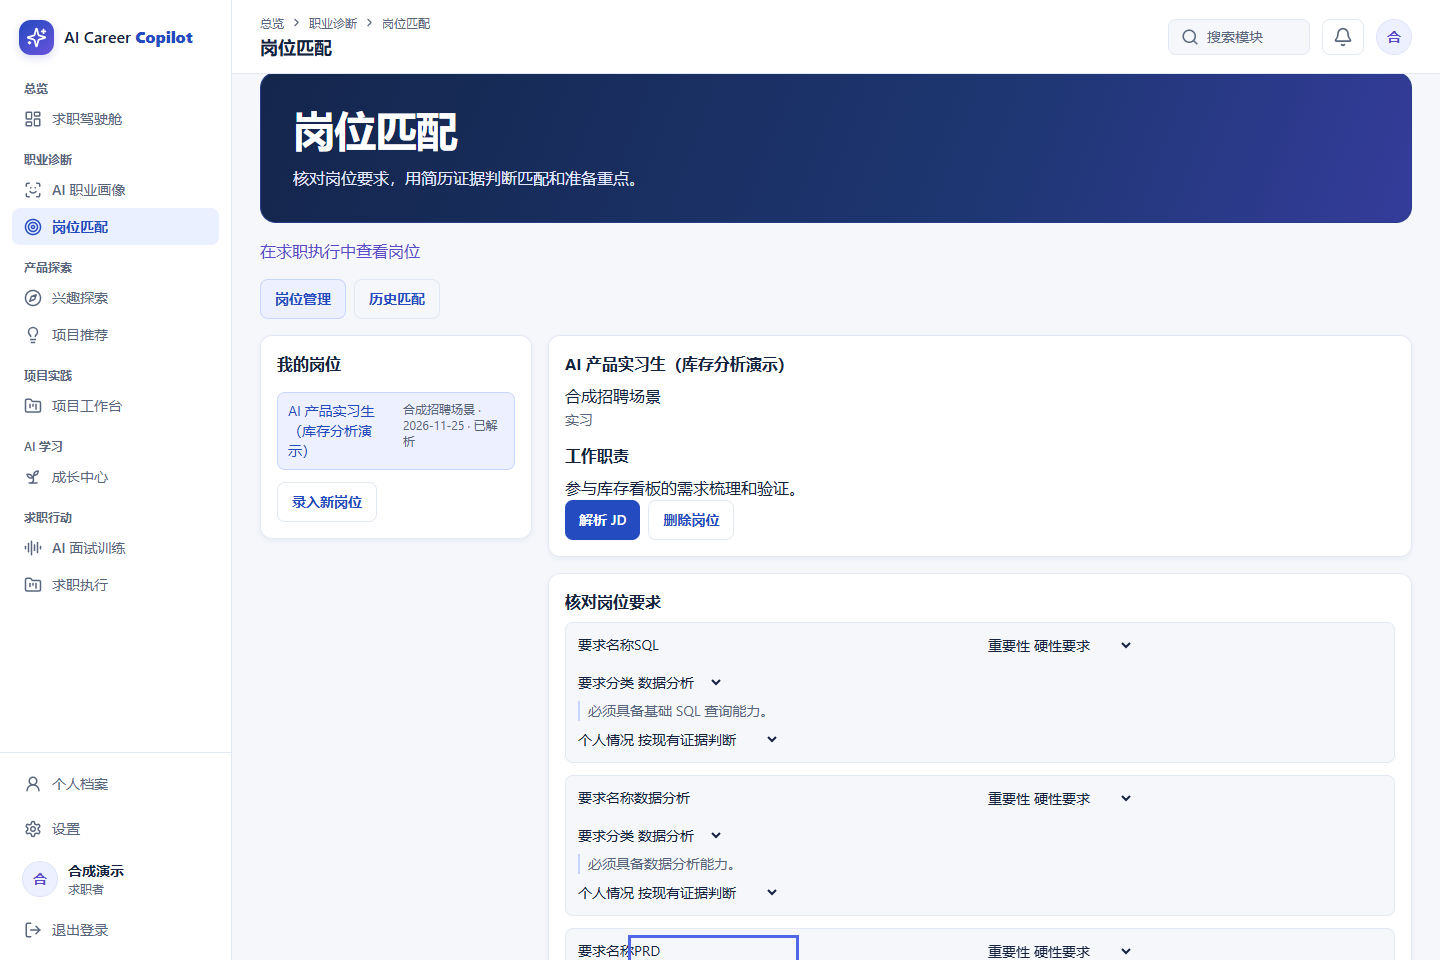 AI Career Copilot
总览
求职驾驶舱
职业诊断
AI 职业画像
岗位匹配
产品探索
兴趣探索
项目推荐
项目实践
项目工作台
AI 学习
成长中心
求职行动
AI 面试训练
求职执行
个人档案
设置
合
合成演示
求职者
退出登录
总览 > 职业诊断 > 岗位匹配
岗位匹配
搜索模块
合
岗位匹配
核对岗位要求，用简历证据判断匹配和准备重点。
在求职执行中查看岗位
岗位管理
历史匹配
我的岗位
AI 产品实习生
（库存分析演
示）
合成招聘场景 ·
2026-11-25 · 已解
析
录入新岗位
AI 产品实习生（库存分析演示）
合成招聘场景
实习
工作职责
参与库存看板的需求梳理和验证。
解析 JD
删除岗位
核对岗位要求
要求名称SQL
重要性 硬性要求
要求分类 数据分析
必须具备基础 SQL 查询能力。
个人情况 按现有证据判断
要求名称数据分析
重要性 硬性要求
要求分类 数据分析
必须具备数据分析能力。
个人情况 按现有证据判断
要求名称PRD
重要性 硬性要求